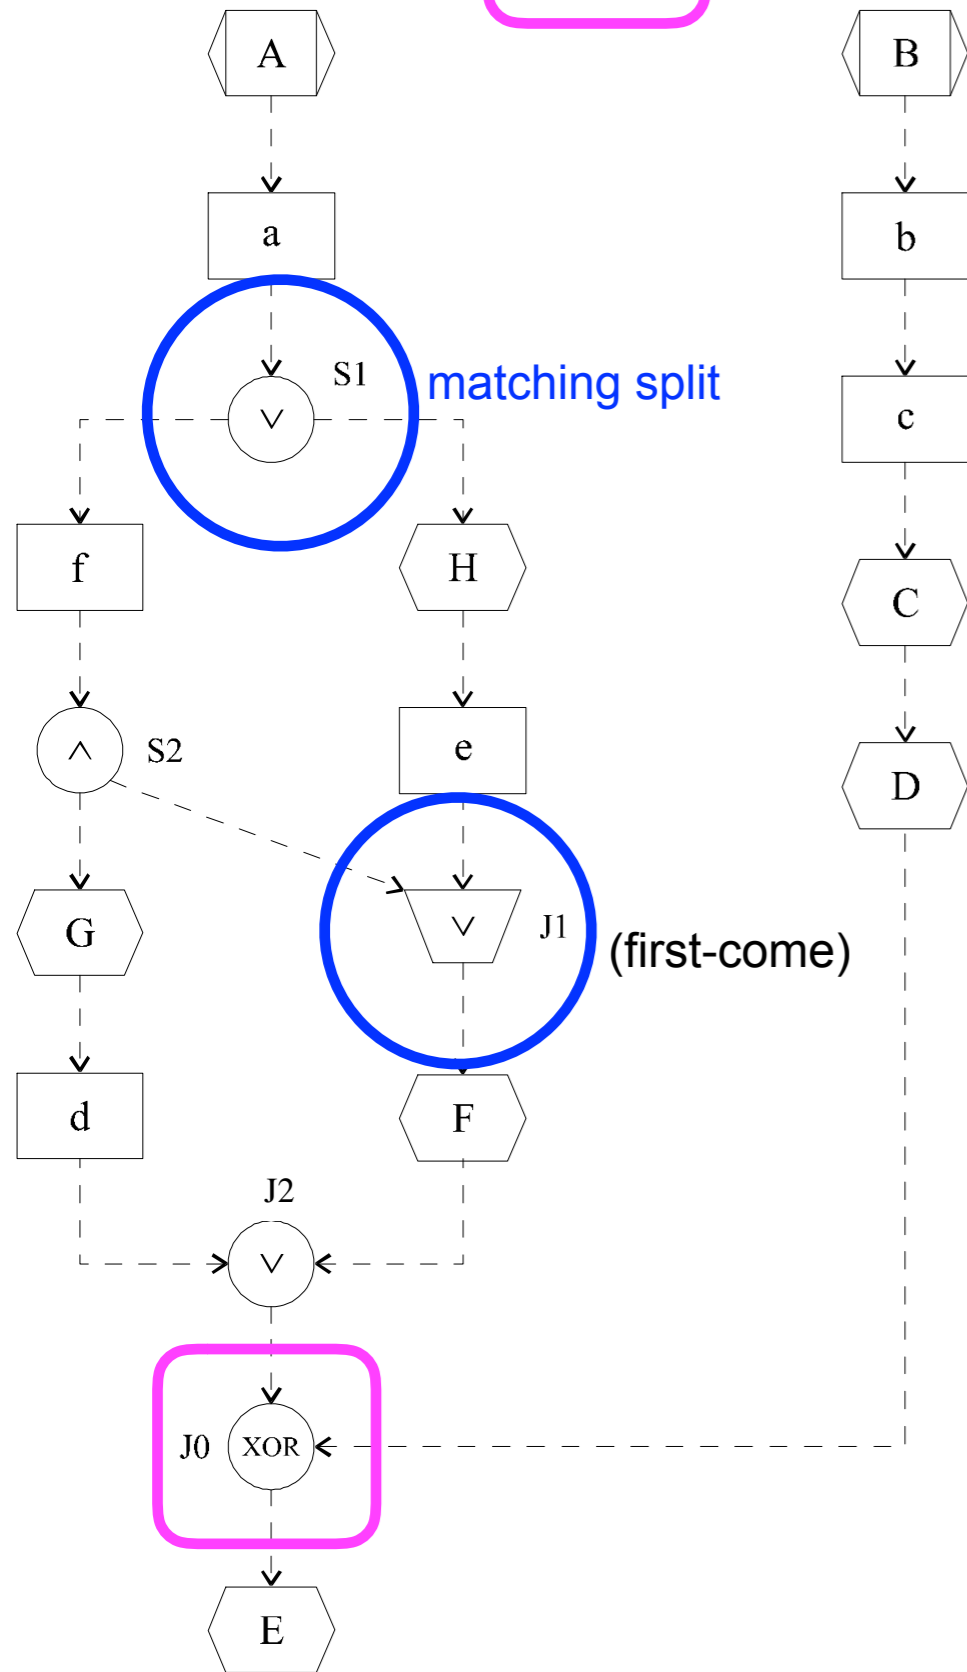 A
B
a
b
S1
matching split
∨
c
f
H
C
∧
S2
e
D
G
∨
J1
(first-come)
d
F
J2
∨
J0
XOR
E